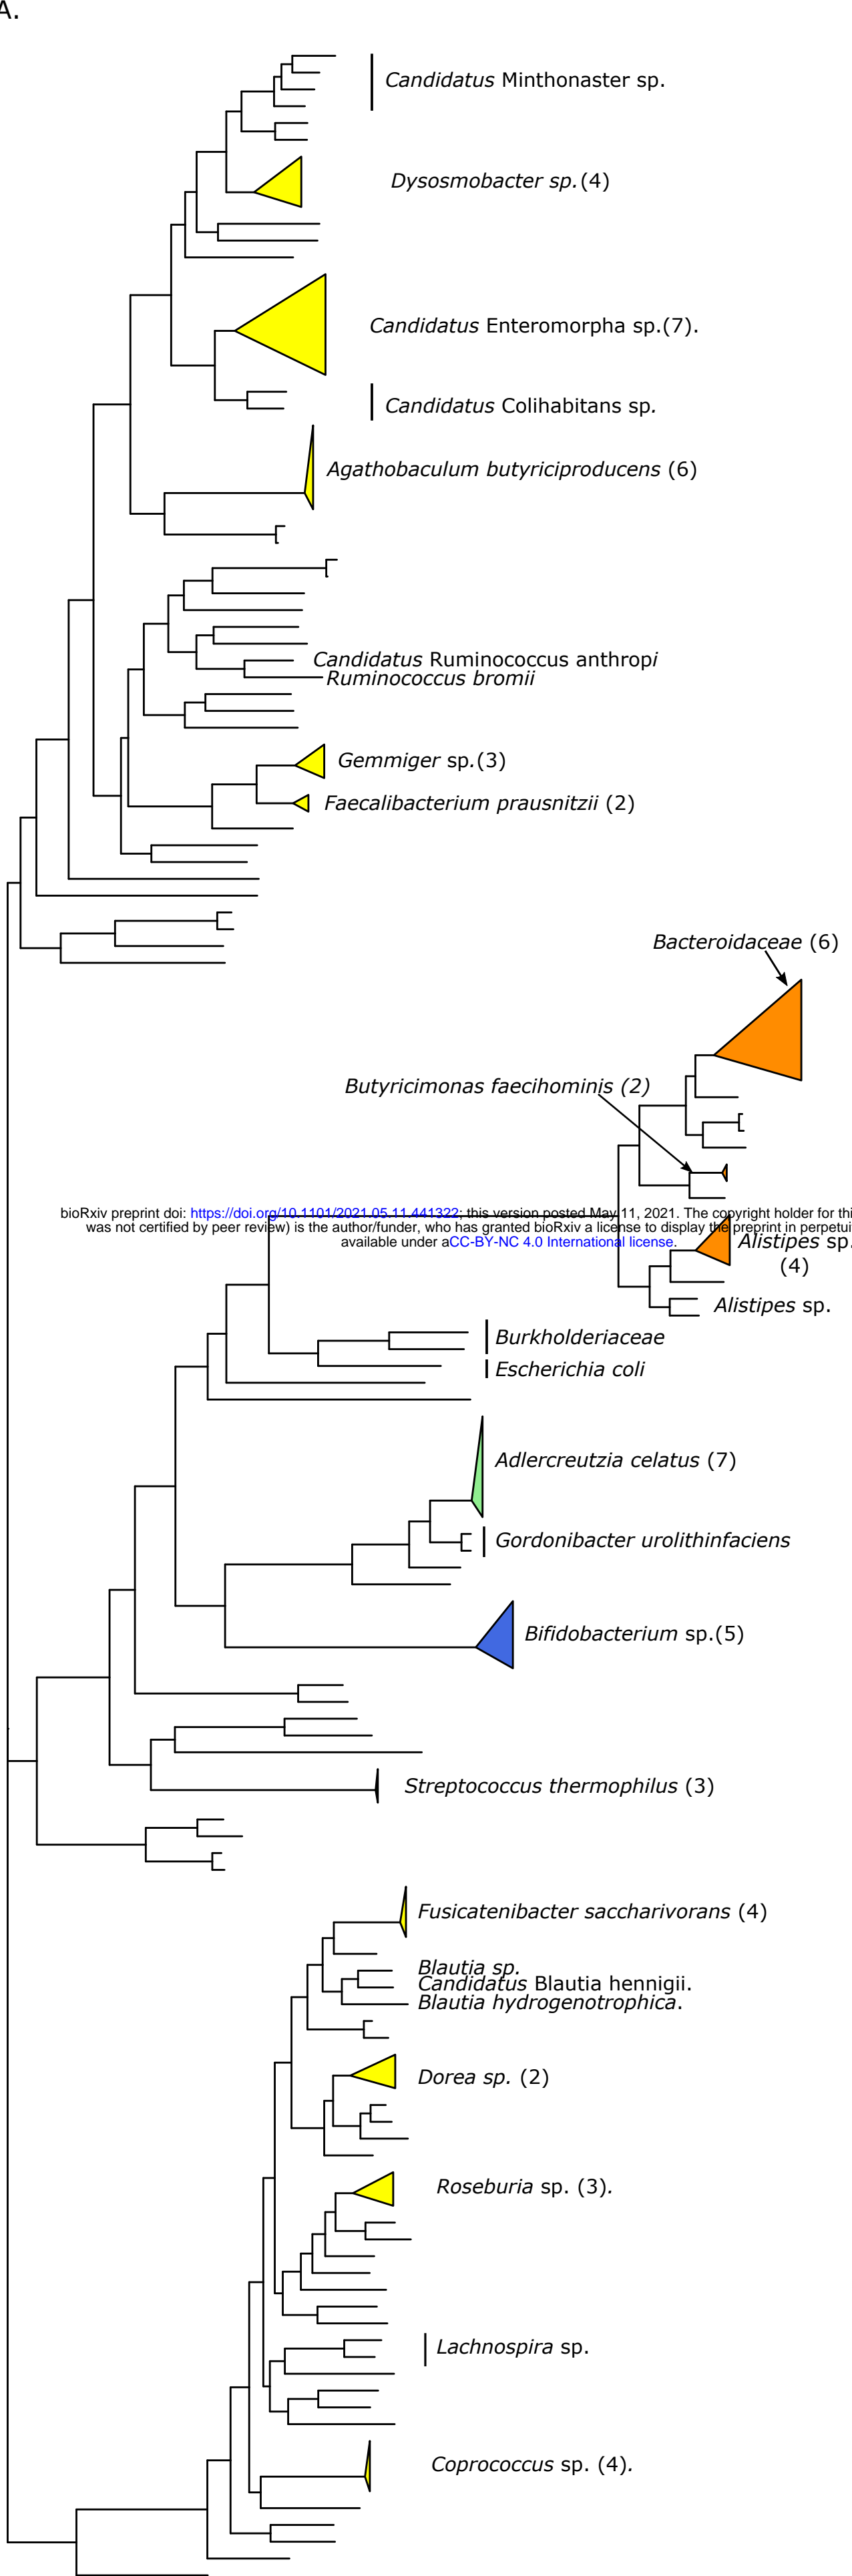 A.
Candidatus Minthonaster sp.
Dysosmobacter sp.(4)
Candidatus Enteromorpha sp.(7).
Candidatus Colihabitans sp.
Agathobaculum butyriciproducens (6)
Candidatus Ruminococcus anthropi
Ruminococcus bromii
Gemmiger sp.(3)
Faecalibacterium prausnitzii (2)
Bacteroidaceae (6)
Butyricimonas faecihominis (2)
bioRxiv preprint doi: https://doi.org/10.1101/2021.05.11.441322; this version posted May 11, 2021. The copyright holder for thi
was not certified by peer review) is the author/funder, who has granted bioRxiv a license to display the preprint in perpetui
available under aCC-BY-NC 4.0 International license.
Alistipes sp.
(4)
Alistipes sp.
Burkholderiaceae
Escherichia coli
Adlercreutzia celatus (7)
Gordonibacter urolithinfaciens
Bifidobacterium sp.(5)
Streptococcus thermophilus (3)
Fusicatenibacter saccharivorans (4)
Blautia sp.
Candidatus Blautia hennigii.
Blautia hydrogenotrophica.
Dorea sp. (2)
Roseburia sp. (3).
Lachnospira sp.
Coprococcus sp. (4).